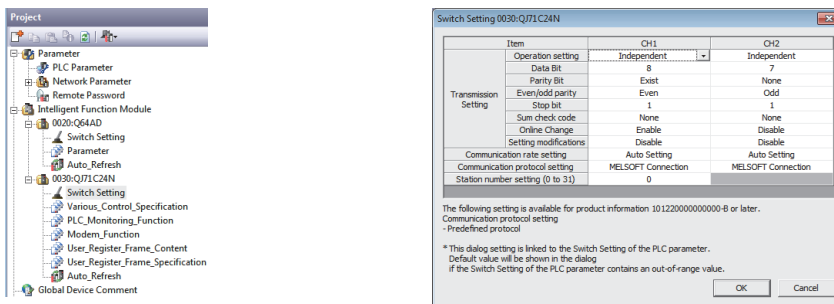 Project
Parameter
PLC Parameter
Network Parameter
Remote Password
Intelligent Function Module
0020:Q64AD
Switch Setting
Parameter
Auto_Refresh
0030:QJ71C24N
Switch Setting
Various_Control_Specification
PLC_Monitoring_Function
Modem_Function
User_Register_Frame_Content
User_Register_Frame_Specification
Auto_Refresh
Global Device Comment
Switch Setting 0030:QJ71C24N
Item CH1 CH2
Transmission Setting
Operation setting Independent Independent
Data Bit 8 7
Parity Bit Exist None
Even/odd parity Even Odd
Stop bit 1 1
Sum check code None None
Online Change Enable Disable
Setting modifications Disable Disable
Communication rate setting Auto Setting Auto Setting
Communication protocol setting MELSOFT Connection MELSOFT Connection
Station number setting (0 to 31) 0
The following setting is available for product information 101220000000000-B or later.
Communication protocol setting
- Predefined protocol
* This dialog setting is linked to the Switch Setting of the PLC parameter.
Default value will be shown in the dialog
if the Switch Setting of the PLC parameter contains an out-of-range value.
OK Cancel